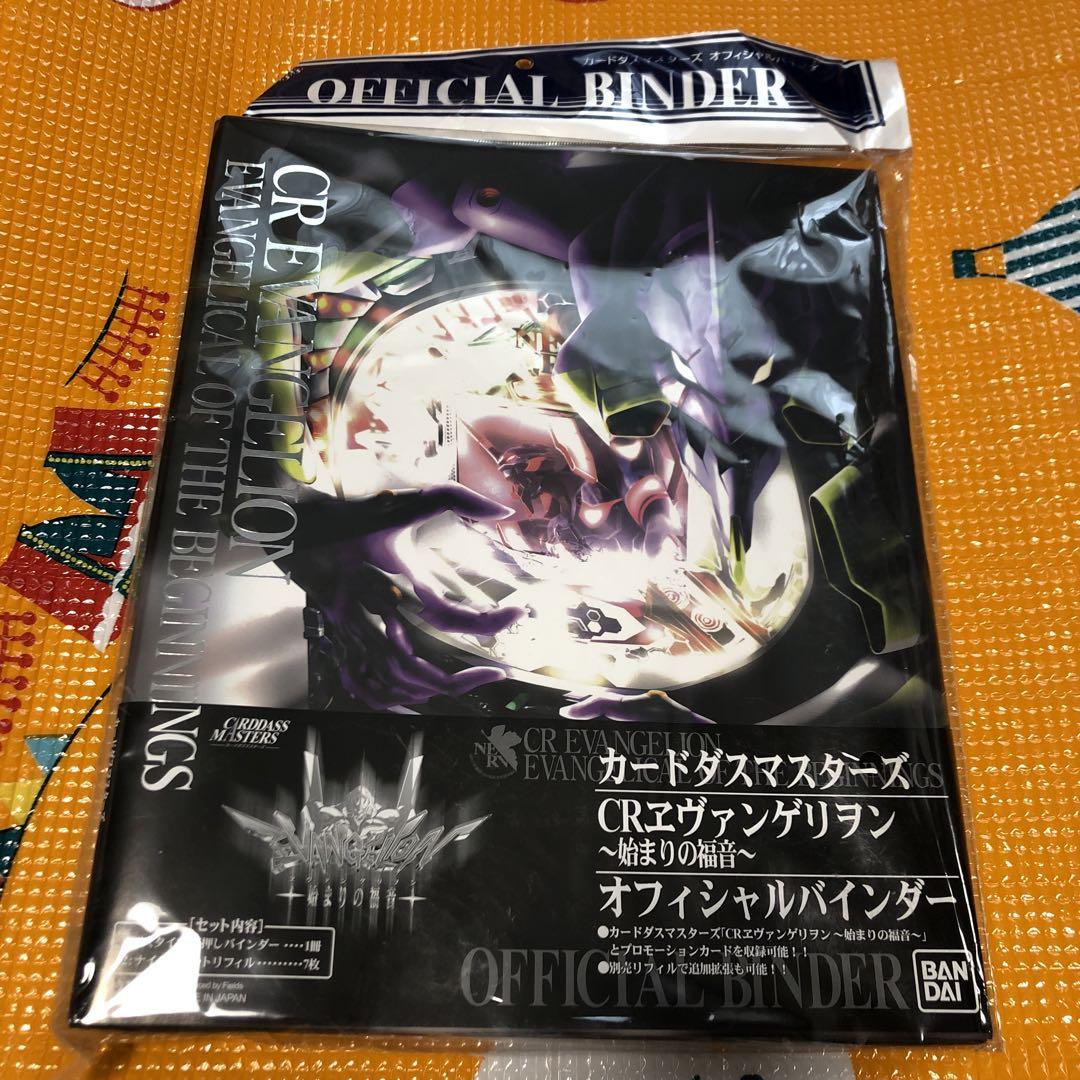 カードダスマスターズ オフィシャルバインダー
OFFICIAL BINDER
CR EVANGELION
EVANGELICAL OF THE BEGINNINGS
NE
CARDDASS
MASTERS
NERV
CR EVANGELION
EVANGELICAL OF THE BEGINNINGS
カードダスマスターズ
CRヱヴァンゲリヲン
〜始まりの福音〜
オフィシャルバインダー
●カードダスマスターズ「CRヱヴァンゲリヲン 〜始まりの福音〜」
とプロモーションカードを収録可能！！
●別売リフィルで追加拡張も可能！！
EVANGELION
始まりの福音
[セット内容]
押しバインダー ‥‥1冊
トリフィル ‥‥‥‥‥7枚
by Fields
IN JAPAN
OFFICIAL BINDER
BAN
DAI